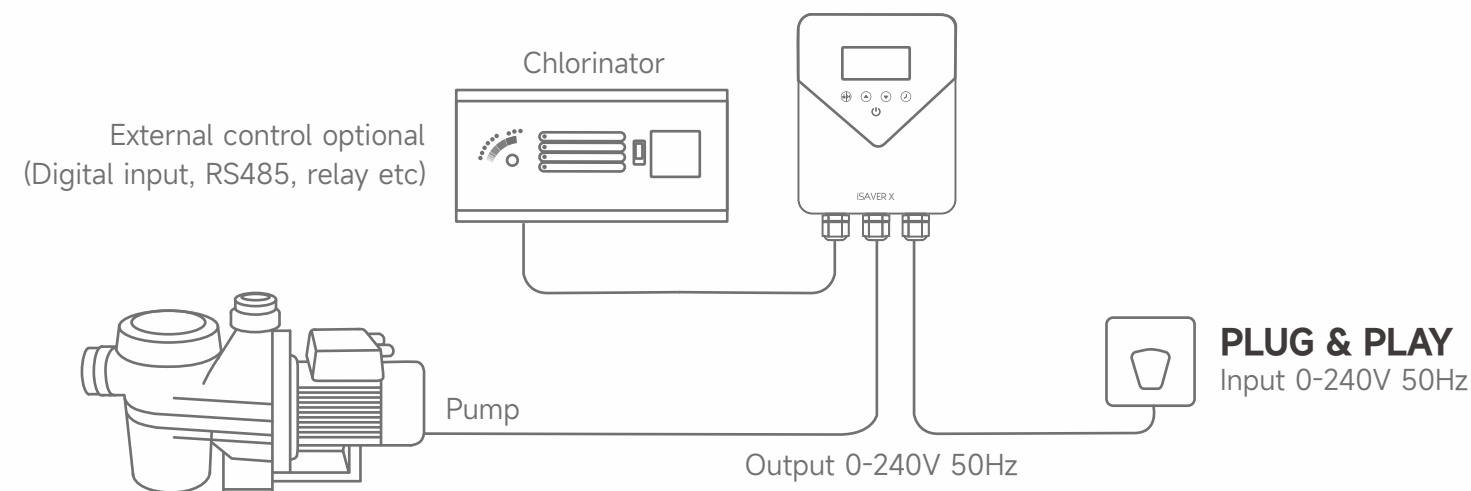 Chlorinator
External control optional
(Digital input, RS485, relay etc)
iSAVER X
PLUG & PLAY
Input 0-240V 50Hz
Pump
Output 0-240V 50Hz